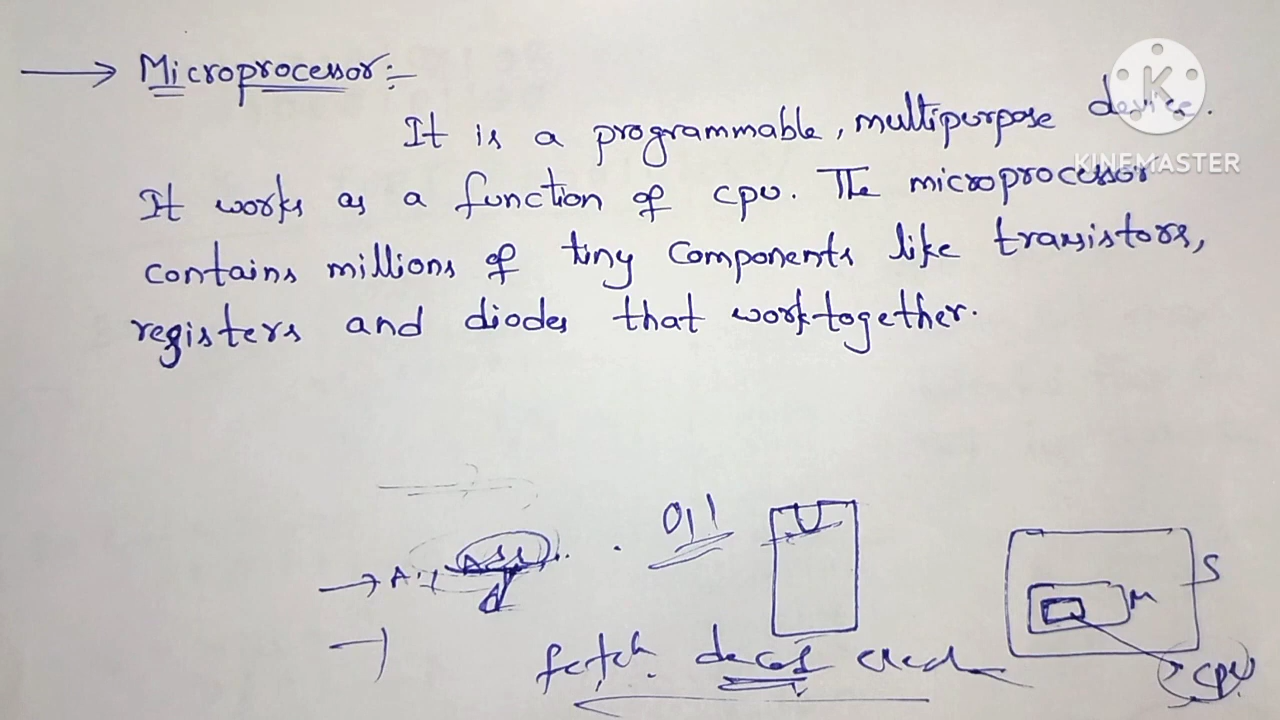 → Microprocessor:-
It is a programmable, multipurpose device.
It works as a function of cpu. The microprocessor
contains millions of tiny components like transistors,
registers and diodes that work together.
K
KINEMASTER
0,1
S
M
fetch decod
cpu